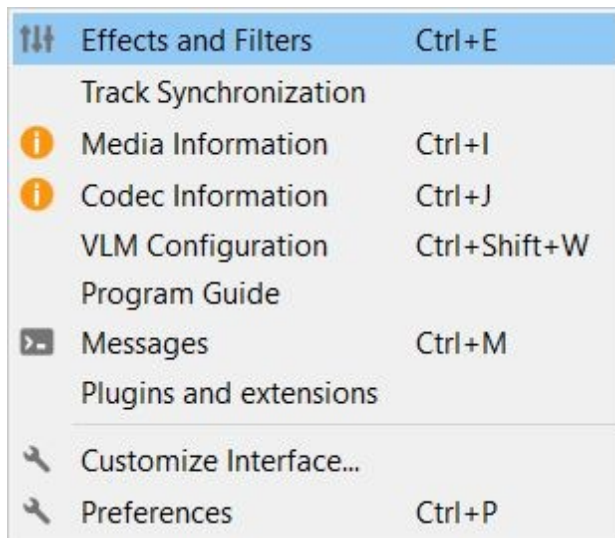 Effects and Filters Ctrl+E
Track Synchronization
Media Information Ctrl+I
Codec Information Ctrl+J
VLM Configuration Ctrl+Shift+W
Program Guide
Messages Ctrl+M
Plugins and extensions
Customize Interface...
Preferences Ctrl+P